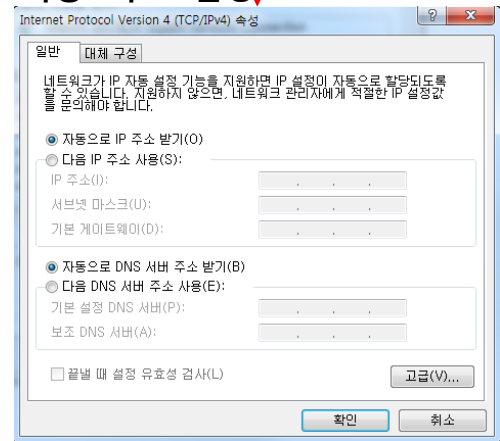 Internet Protocol Version 4 (TCP/IPv4) 속성
일반
대체 구성
네트워크가 IP 자동 설정 기능을 지원하면 IP 설정이 자동으로 할당되도록
할 수 있습니다. 지원하지 않으면, 네트워크 관리자에게 적절한 IP 설정값
을 문의해야 합니다.
자동으로 IP 주소 받기(O)
다음 IP 주소 사용(S):
IP 주소(I):
서브넷 마스크(U):
기본 게이트웨이(D):
자동으로 DNS 서버 주소 받기(B)
다음 DNS 서버 주소 사용(E):
기본 설정 DNS 서버(P):
보조 DNS 서버(A):
끝낼 때 설정 유효성 검사(L)
고급(V)...
확인
취소